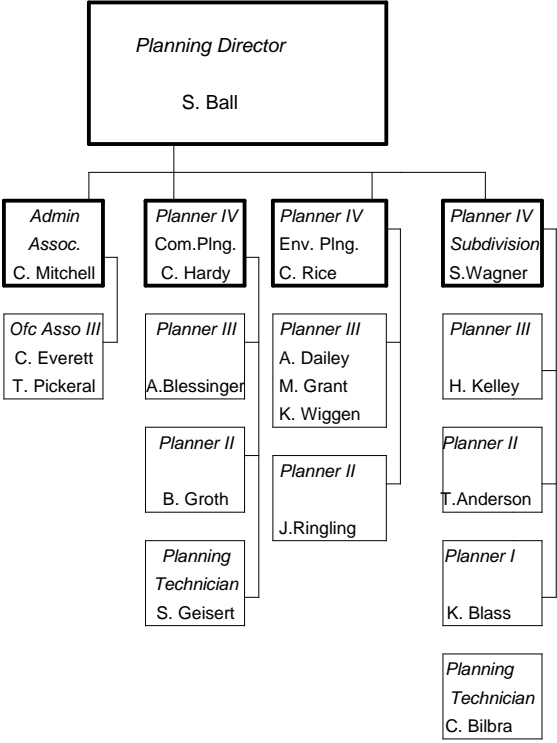 Planning Director
S. Ball
Admin
Assoc.
C. Mitchell
Ofc Asso III
C. Everett
T. Pickeral
Planner IV
Com.Plng.
C. Hardy
Planner III
A.Blessinger
Planner II
B. Groth
Planning
Technician
S. Geisert
Planner IV
Env. Plng.
C. Rice
Planner III
A. Dailey
M. Grant
K. Wiggen
Planner II
J.Ringling
Planner IV
Subdivision
S.Wagner
Planner III
H. Kelley
Planner II
T.Anderson
Planner I
K. Blass
Planning
Technician
C. Bilbra